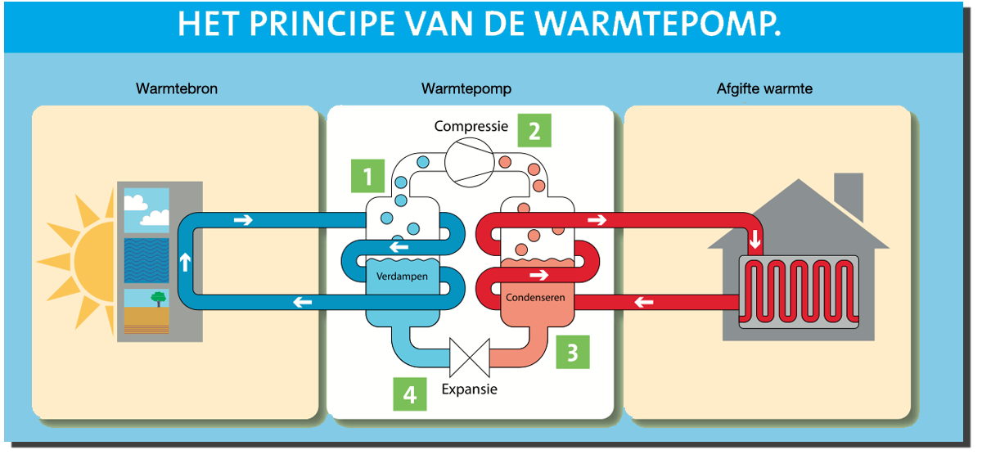 HET PRINCIPE VAN DE WARMTEPOMP.
Warmtebron
Warmtepomp
Afgifte warmte
Compressie
2
1
Verdampen
Condenseren
3
4
Expansie